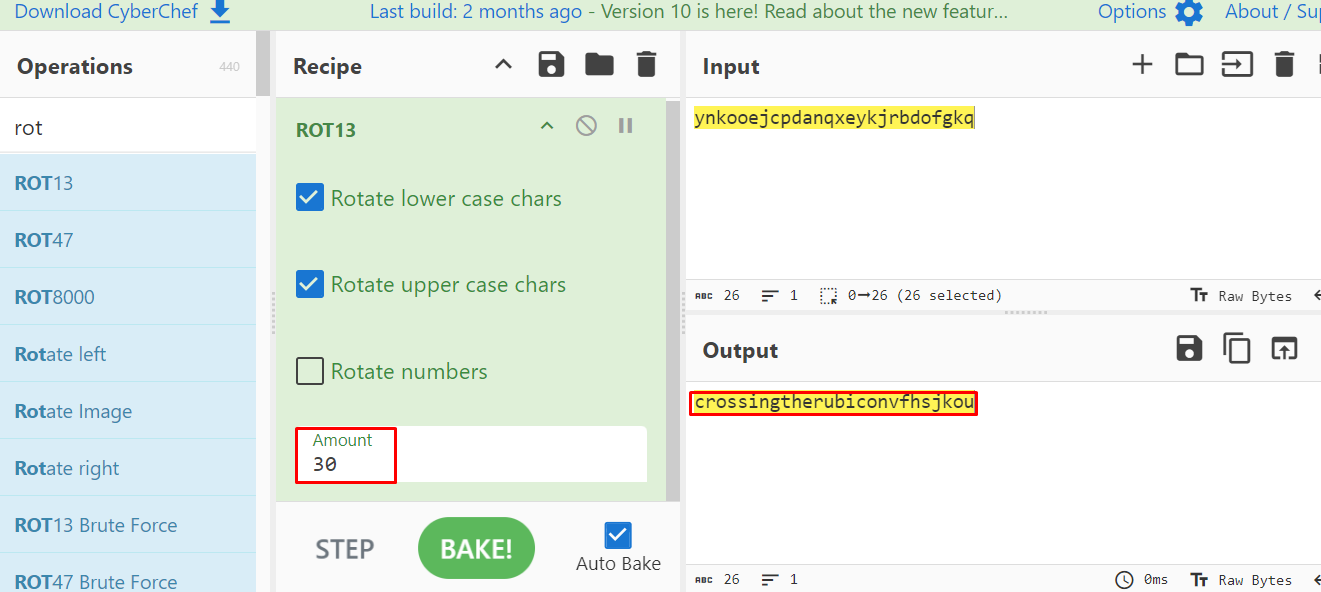 Download CyberChef
Last build: 2 months ago - Version 10 is here! Read about the new featur...
Options
About / Sup
Operations
440
rot
ROT13
ROT47
ROT8000
Rotate left
Rotate Image
Rotate right
ROT13 Brute Force
ROT47 Brute Force
Recipe
ROT13
Rotate lower case chars
Rotate upper case chars
Rotate numbers
Amount
30
STEP
BAKE!
Auto Bake
Input
ynkooejcpdanqxeykjrbdofgkq
ABC 26 1 0→26 (26 selected)
Tт Raw Bytes
Output
crossingtherubiconvfhsjkou
ABC 26 1
0ms
Tт Raw Bytes